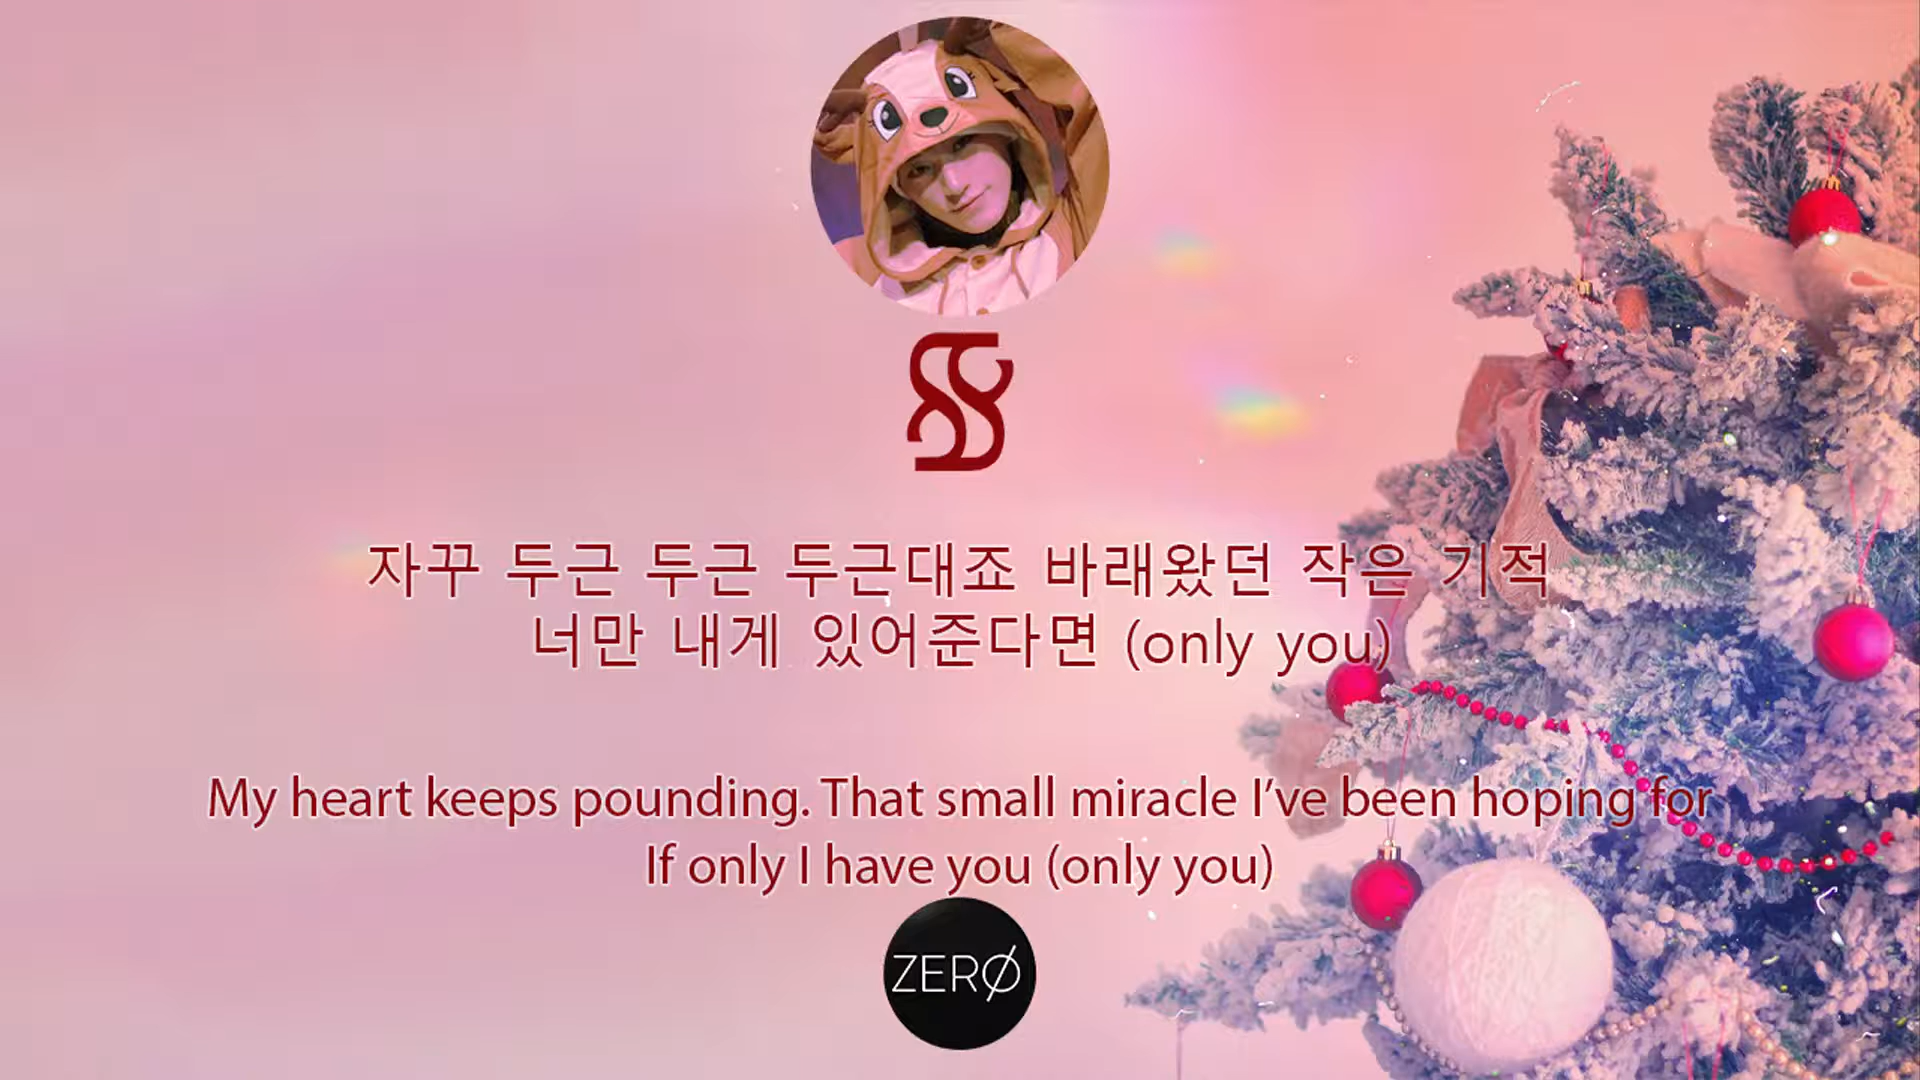 자꾸 두근 두근 두근대죠 바래왔던 작은 기적
너만 내게 있어준다면 (only you)
My heart keeps pounding. That small miracle I’ve been hoping for
If only I have you (only you)
ZERØ